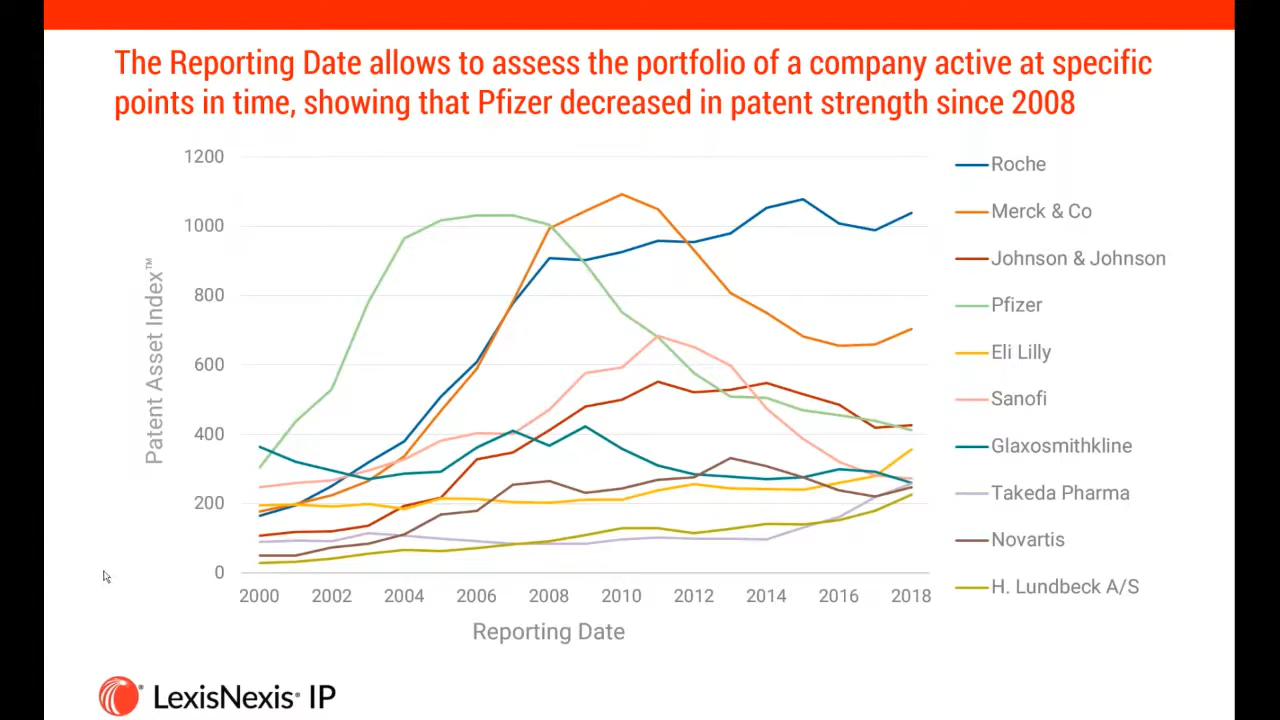 The Reporting Date allows to assess the portfolio of a company active at specific
points in time, showing that Pfizer decreased in patent strength since 2008
1200
1000
800
600
400
200
0
Patent Asset Index™
2000 2002 2004 2006 2008 2010 2012 2014 2016 2018
Reporting Date
Roche
Merck & Co
Johnson & Johnson
Pfizer
Eli Lilly
Sanofi
Glaxosmithkline
Takeda Pharma
Novartis
H. Lundbeck A/S
LexisNexis® IP